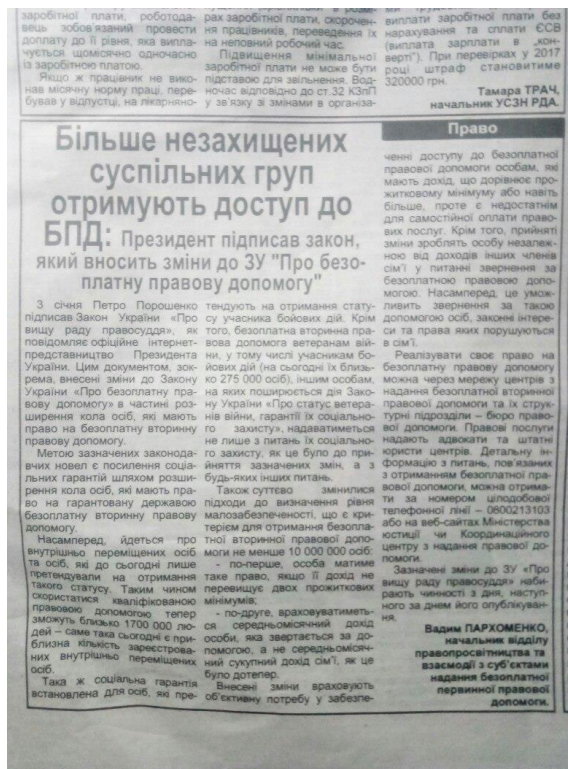 заробітної плати, роботода-
вець зобов'язаний провести
доплату до її рівня, яка випла-
чується щомісячно одночасно
із заробітною платою.
Якщо ж працівник не вико-
нав місячну норму праці, пере-
бував у відпустці, на лікарняно-
рах заробітної плати, скорочен-
ня працівників, переведення їх
на неповний робочий час.
Підвищення мінімальної
заробітної плати не може бути
підставою для звільнення. Вод-
ночас відповідно до ст.32 КЗпП
у зв'язку зі змінами в організа-
виплати заробітної плати без
нарахування та сплати ЄСВ
(виплата зарплати в „кон-
верті"). При перевірках у 2017
році штраф становитиме
320000 грн.
Тамара ТРАЧ,
начальник УСЗН РДА.
Більше незахищених
суспільних груп
отримують доступ до
БПД: Президент підписав закон,
який вносить зміни до ЗУ "Про безо-
платну правову допомогу"
3 січня Петро Порошенко
підписав Закон України «Про
вищу раду правосуддя», як
повідомляє офіційне інтернет-
представництво Президента
України. Цим документом, зок-
рема, внесені зміни до Закону
України «Про безоплатну пра-
вову допомогу» в частині роз-
ширення кола осіб, які мають
право на безоплатну вторинну
правову допомогу.
Метою зазначених законода-
вчих новел є посилення соціа-
льних гарантій шляхом розши-
рення кола осіб, які мають пра-
во на гарантовану державою
безоплатну вторинну правову
допомогу.
Насамперед, йдеться про
внутрішньо переміщених осіб
та осіб, які до сьогодні лише
претендували на отримання
такого статусу. Таким чином
скористатися кваліфікованою
правовою допомогою тепер
зможуть близько 1700 000 лю-
дей – саме така сьогодні є при-
близна кількість зареєстрова-
них внутрішньо переміщених
осіб.
Така ж соціальна гарантія
встановлена для осіб, які пре-
тендують на отримання стату-
су учасника бойових дій. Крім
того, безоплатна вторинна пра-
вова допомога ветеранам вій-
ни, у тому числі учасникам бо-
йових дій (на сьогодні їх близь-
ко 275 000 осіб), іншим особам,
на яких поширюється дія Зако-
ну України «Про статус ветера-
нів війни, гарантії їх соціально-
го захисту», надаватиметься
не лише з питань їх соціально-
го захисту, як це було до при-
йняття зазначених змін, а з
будь-яких інших питань.
Також суттєво змінилися
підходи до визначення рівня
малозабезпеченості, що є кри-
терієм для отримання безопла-
тної вторинної правової допо-
моги не менше 10 000 000 осіб:
- по-перше, особа матиме
таке право, якщо її дохід не
перевищує двох прожиткових
мінімумів;
- по-друге, враховуватиметь-
ся середньомісячний дохід
особи, яка звертається за до-
помогою, а не середньомісяч-
ний сукупний дохід сім'ї, як це
було дотепер.
Внесені зміни враховують
об'єктивну потребу у забезпе-
Право
ченні доступу до безоплатної
правової допомоги особам, які
мають дохід, що дорівнює про-
житковому мінімуму або навіть
більше, проте є недостатнім
для самостійної оплати право-
вих послуг. Крім того, прийняті
зміни зроблять особу незалеж-
ною від доходів інших членів
сім'ї у питанні звернення за
безоплатною правовою допо-
могою. Насамперед, це уможли-
вить звернення за такою
допомогою осіб, законні інтере-
си та права яких порушуються
в сім'ї.
Реалізувати своє право на
безоплатну правову допомогу
можна через мережу центрів з
надання безоплатної вторинної
правової допомоги та їх струк-
турні підрозділи – бюро право-
вої допомоги. Правові послуги
надають адвокати та штатні
юристи центрів. Детальну ін-
формацію з питань, пов'язаних
з отриманням безоплатної пра-
вової допомоги, можна отрима-
ти за номером цілодобової
телефонної лінії – 0800213103
або на веб-сайтах Міністерства
юстиції чи Координаційного
центру з надання правової до-
помоги.
Зазначені зміни до ЗУ «Про
вищу раду правосуддя» наби-
рають чинності з дня, наступ-
ного за днем його опублікуван-
ня.
Вадим ПАРХОМЕНКО,
начальник відділу
правопросвітництва та
взаємодії з суб'єктами
надання безоплатної
первинної правової
допомоги.